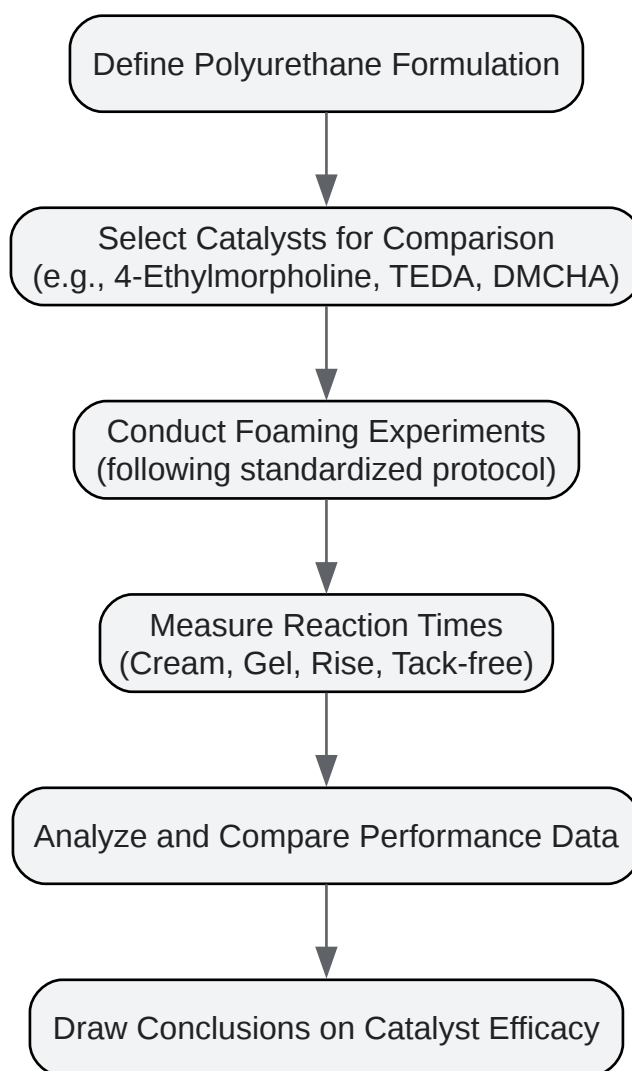 Define Polyurethane Formulation
Select Catalysts for Comparison
(e.g., 4-Ethylmorpholine, TEDA, DMCHA)
Conduct Foaming Experiments
(following standardized protocol)
Measure Reaction Times
(Cream, Gel, Rise, Tack-free)
Analyze and Compare Performance Data
Draw Conclusions on Catalyst Efficacy